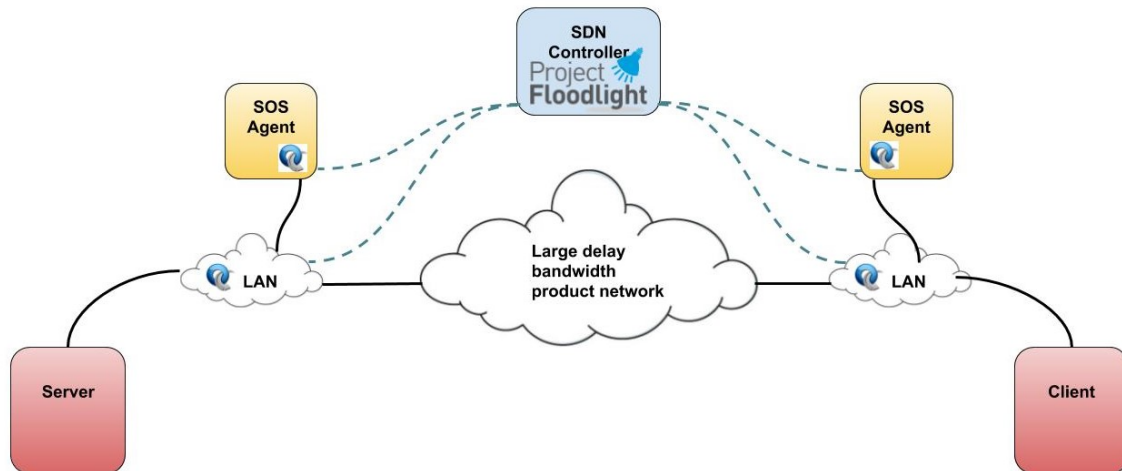 SDN
Controller
Project
Floodlight
SOS
Agent
SOS
Agent
Large delay
bandwidth
product network
LAN
LAN
Server
Client